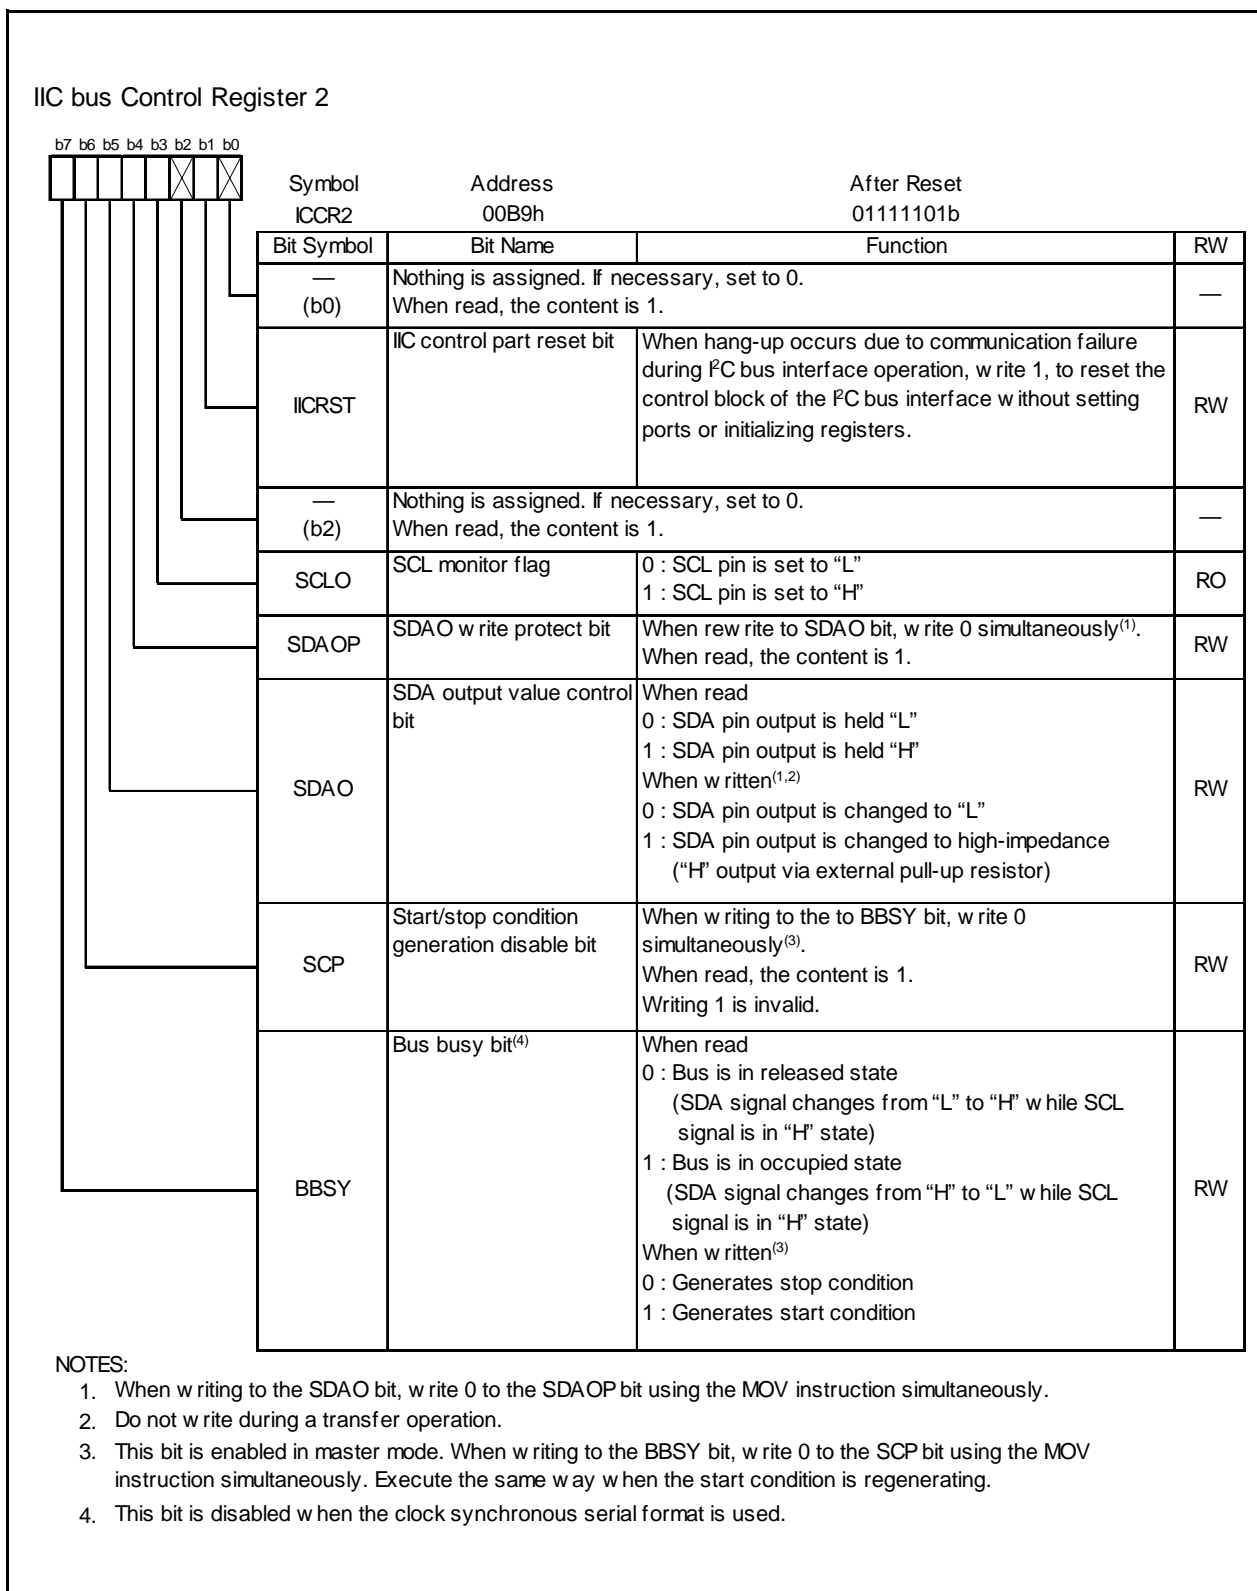 IIC bus Control Register 2
b7 b6 b5 b4 b3 b2 b1 b0
Symbol Address After Reset
ICCR2 00B9h 01111101b
Bit Symbol Bit Name Function RW
— (b0) Nothing is assigned. If necessary, set to 0.
When read, the content is 1. —
IICRST IIC control part reset bit When hang-up occurs due to communication failure
during I²C bus interface operation, write 1, to reset the
control block of the I²C bus interface without setting
ports or initializing registers. RW
— (b2) Nothing is assigned. If necessary, set to 0.
When read, the content is 1. —
SCLO SCL monitor flag 0 : SCL pin is set to “L”
1 : SCL pin is set to “H” RO
SDAOP SDAO write protect bit When rewrite to SDAO bit, write 0 simultaneously(1).
When read, the content is 1. RW
SDAO SDA output value control bit When read
0 : SDA pin output is held “L”
1 : SDA pin output is held “H”
When written(1,2)
0 : SDA pin output is changed to “L”
1 : SDA pin output is changed to high-impedance
(“H” output via external pull-up resistor) RW
SCP Start/stop condition generation disable bit When writing to the to BBSY bit, write 0
simultaneously(3).
When read, the content is 1.
Writing 1 is invalid. RW
BBSY Bus busy bit(4) When read
0 : Bus is in released state
(SDA signal changes from “L” to “H” while SCL
signal is in “H” state)
1 : Bus is in occupied state
(SDA signal changes from “H” to “L” while SCL
signal is in “H” state)
When written(3)
0 : Generates stop condition
1 : Generates start condition RW
NOTES:
1. When writing to the SDAO bit, write 0 to the SDAOP bit using the MOV instruction simultaneously.
2. Do not write during a transfer operation.
3. This bit is enabled in master mode. When writing to the BBSY bit, write 0 to the SCP bit using the MOV
instruction simultaneously. Execute the same way when the start condition is regenerating.
4. This bit is disabled when the clock synchronous serial format is used.